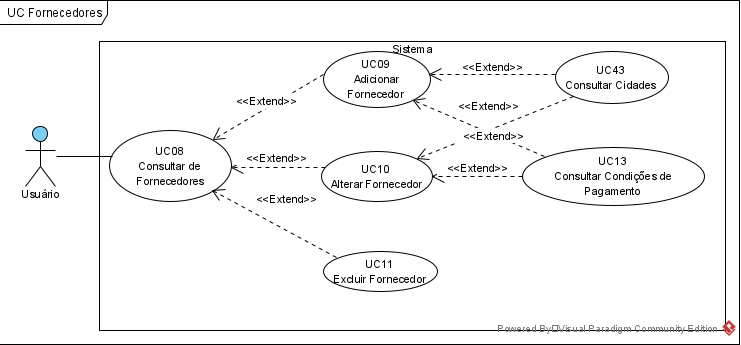 UC Fornecedores
Sistema
UC09
Adicionar
Fornecedor
<<Extend>>
UC43
Consultar Cidades
<<Extend>>
<<Extend>>
<<Extend>>
UC08
Consultar de
Fornecedores
<<Extend>>
UC10
Alterar Fornecedor
<<Extend>>
UC13
Consultar Condições de
Pagamento
Usuário
<<Extend>>
UC11
Excluir Fornecedor
Powered By Visual Paradigm Community Edition